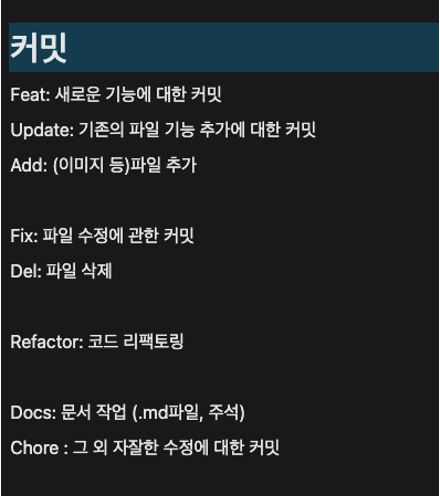 커밋
Feat: 새로운 기능에 대한 커밋
Update: 기존의 파일 기능 추가에 대한 커밋
Add: (이미지 등)파일 추가
Fix: 파일 수정에 관한 커밋
Del: 파일 삭제
Refactor: 코드 리팩토링
Docs: 문서 작업 (.md파일, 주석)
Chore : 그 외 자잘한 수정에 대한 커밋